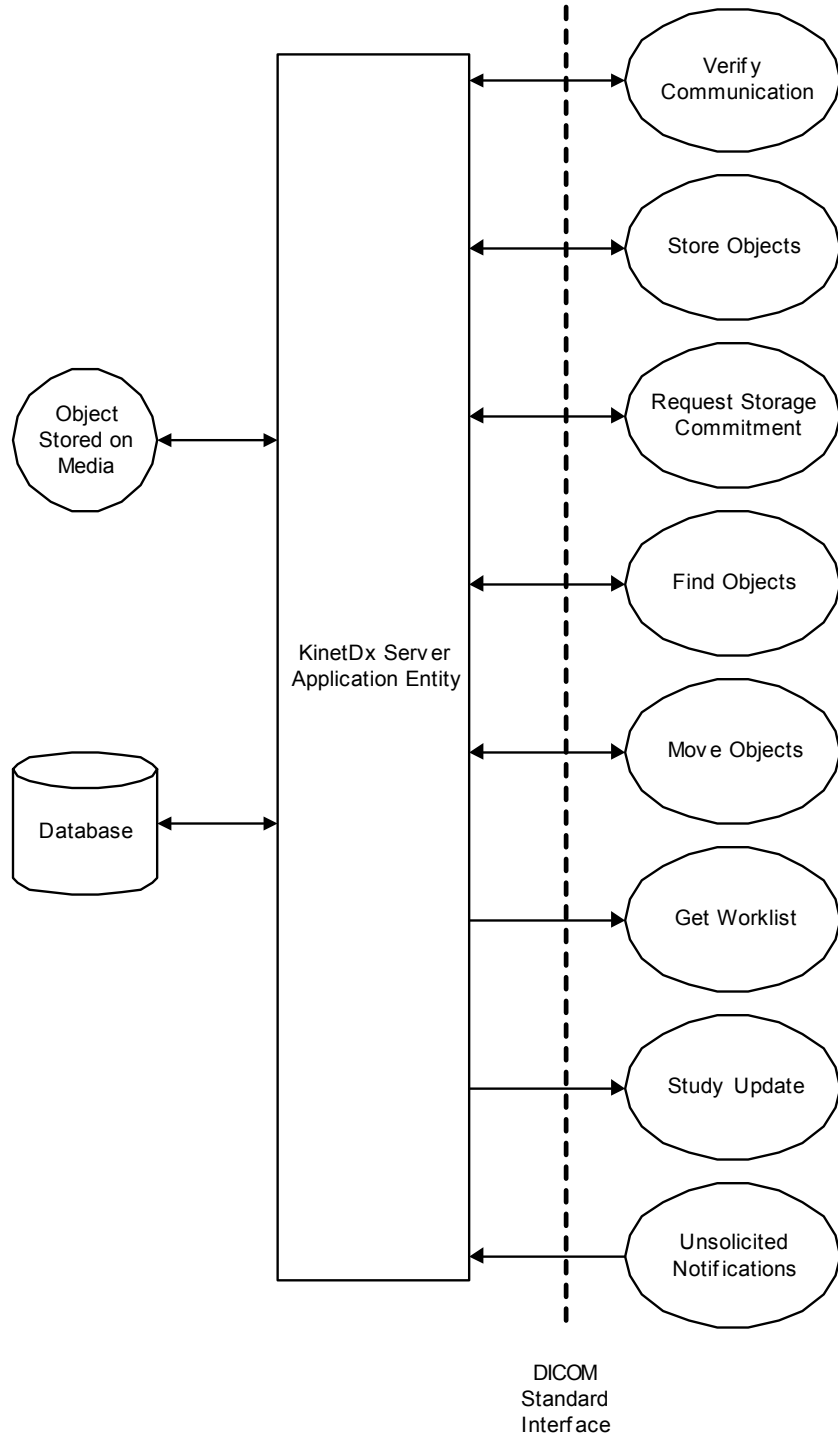 Verify
Communication
Store Objects
Object
Stored on
Media
Request Storage
Commitment
Find Objects
KinetDx Server
Application Entity
Move Objects
Database
Get Worklist
Study Update
Unsolicited
Notifications
DICOM
Standard
Interface